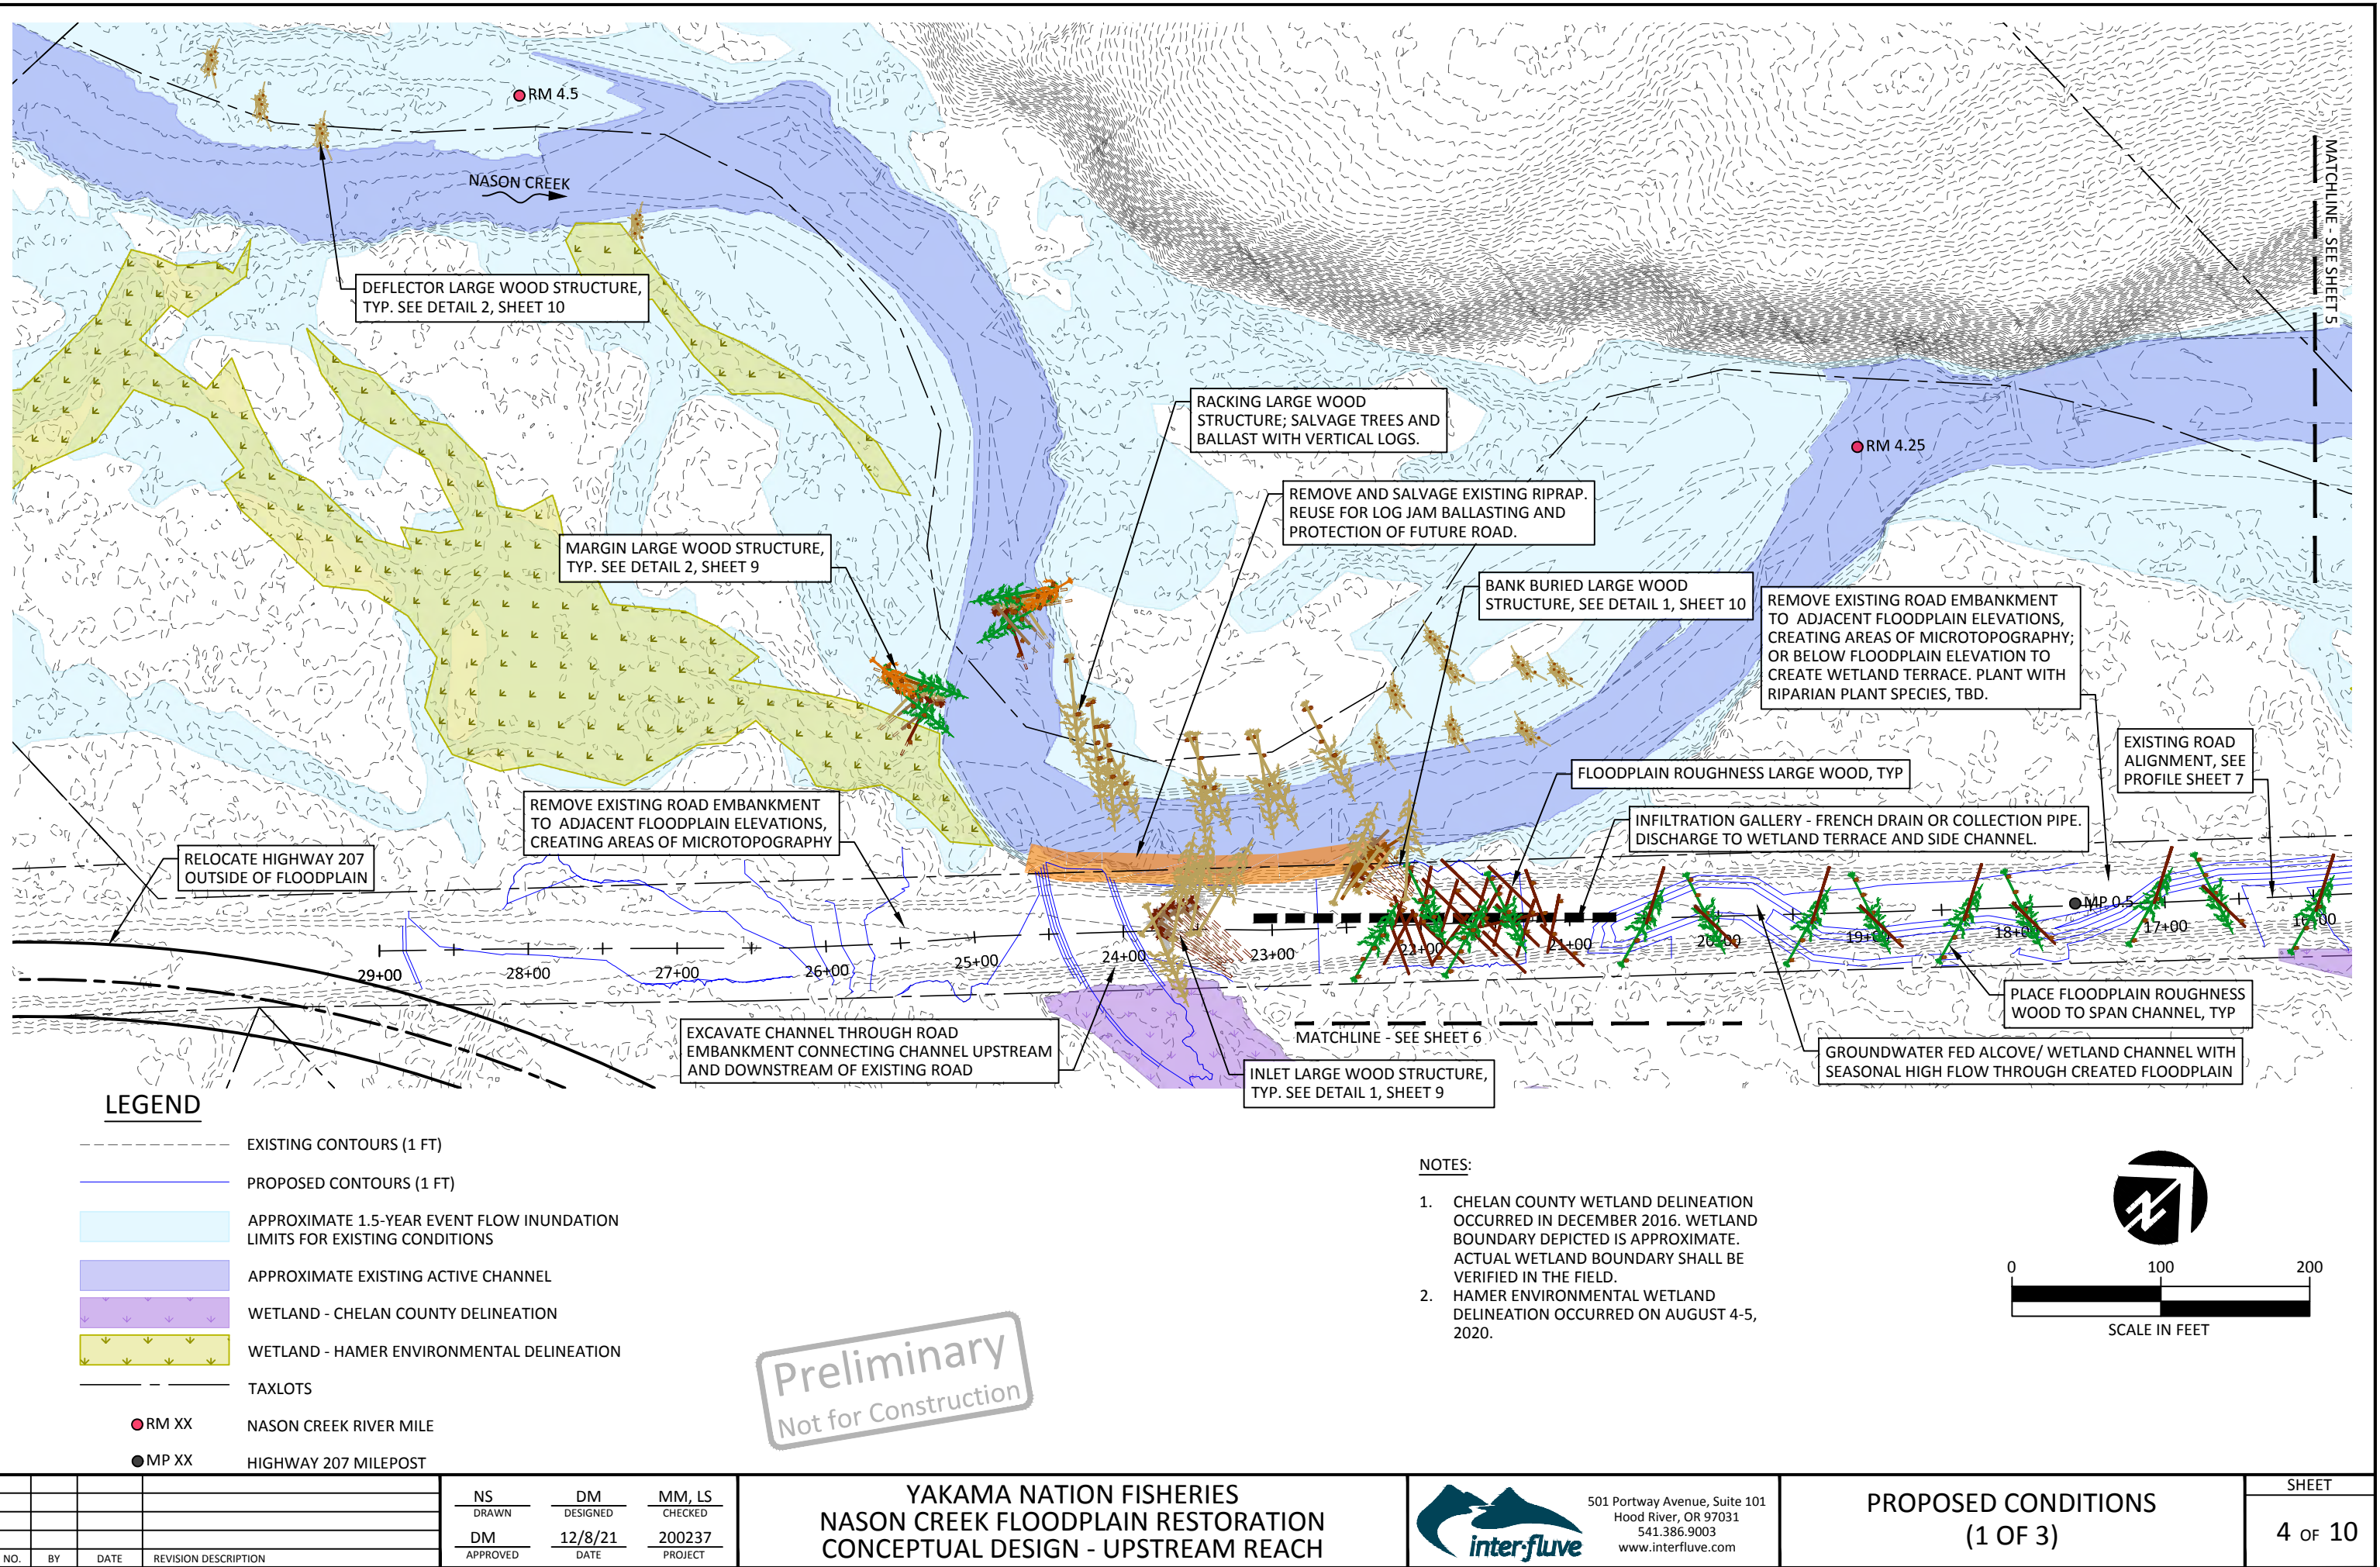 RM 4.5
NASON CREEK
MATCHLINE - SEE SHEET 5
DEFLECTOR LARGE WOOD STRUCTURE,
TYP. SEE DETAIL 2, SHEET 10
RACKING LARGE WOOD
STRUCTURE; SALVAGE TREES AND
BALLAST WITH VERTICAL LOGS.
RM 4.25
REMOVE AND SALVAGE EXISTING RIPRAP.
REUSE FOR LOG JAM BALLASTING AND
PROTECTION OF FUTURE ROAD.
MARGIN LARGE WOOD STRUCTURE,
TYP. SEE DETAIL 2, SHEET 9
BANK BURIED LARGE WOOD
STRUCTURE, SEE DETAIL 1, SHEET 10
REMOVE EXISTING ROAD EMBANKMENT
TO ADJACENT FLOODPLAIN ELEVATIONS,
CREATING AREAS OF MICROTOPOGRAPHY;
OR BELOW FLOODPLAIN ELEVATION TO
CREATE WETLAND TERRACE. PLANT WITH
RIPARIAN PLANT SPECIES, TBD.
EXISTING ROAD
ALIGNMENT, SEE
PROFILE SHEET 7
FLOODPLAIN ROUGHNESS LARGE WOOD, TYP
REMOVE EXISTING ROAD EMBANKMENT
TO ADJACENT FLOODPLAIN ELEVATIONS,
CREATING AREAS OF MICROTOPOGRAPHY
INFILTRATION GALLERY - FRENCH DRAIN OR COLLECTION PIPE.
DISCHARGE TO WETLAND TERRACE AND SIDE CHANNEL.
RELOCATE HIGHWAY 207
OUTSIDE OF FLOODPLAIN
MP 0.5
29+00
28+00
27+00
26+00
25+00
24+00
23+00
22+00
21+00
20+00
19+00
18+00
17+00
16+00
PLACE FLOODPLAIN ROUGHNESS
WOOD TO SPAN CHANNEL, TYP
EXCAVATE CHANNEL THROUGH ROAD
EMBANKMENT CONNECTING CHANNEL UPSTREAM
AND DOWNSTREAM OF EXISTING ROAD
MATCHLINE - SEE SHEET 6
GROUNDWATER FED ALCOVE/ WETLAND CHANNEL WITH
SEASONAL HIGH FLOW THROUGH CREATED FLOODPLAIN
INLET LARGE WOOD STRUCTURE,
TYP. SEE DETAIL 1, SHEET 9
LEGEND
EXISTING CONTOURS (1 FT)
PROPOSED CONTOURS (1 FT)
APPROXIMATE 1.5-YEAR EVENT FLOW INUNDATION
LIMITS FOR EXISTING CONDITIONS
APPROXIMATE EXISTING ACTIVE CHANNEL
WETLAND - CHELAN COUNTY DELINEATION
WETLAND - HAMER ENVIRONMENTAL DELINEATION
TAXLOTS
RM XX NASON CREEK RIVER MILE
MP XX HIGHWAY 207 MILEPOST
Preliminary
Not for Construction
NOTES:
1. CHELAN COUNTY WETLAND DELINEATION
OCCURRED IN DECEMBER 2016. WETLAND
BOUNDARY DEPICTED IS APPROXIMATE.
ACTUAL WETLAND BOUNDARY SHALL BE
VERIFIED IN THE FIELD.
2. HAMER ENVIRONMENTAL WETLAND
DELINEATION OCCURRED ON AUGUST 4-5,
2020.
N
0 100 200
SCALE IN FEET
NO. BY DATE REVISION DESCRIPTION
NS DM MM, LS
DRAWN DESIGNED CHECKED
DM 12/8/21 200237
APPROVED DATE PROJECT
YAKAMA NATION FISHERIES
NASON CREEK FLOODPLAIN RESTORATION
CONCEPTUAL DESIGN - UPSTREAM REACH
inter-fluve
501 Portway Avenue, Suite 101
Hood River, OR 97031
541.386.9003
www.interfluve.com
PROPOSED CONDITIONS
(1 OF 3)
SHEET
4 OF 10